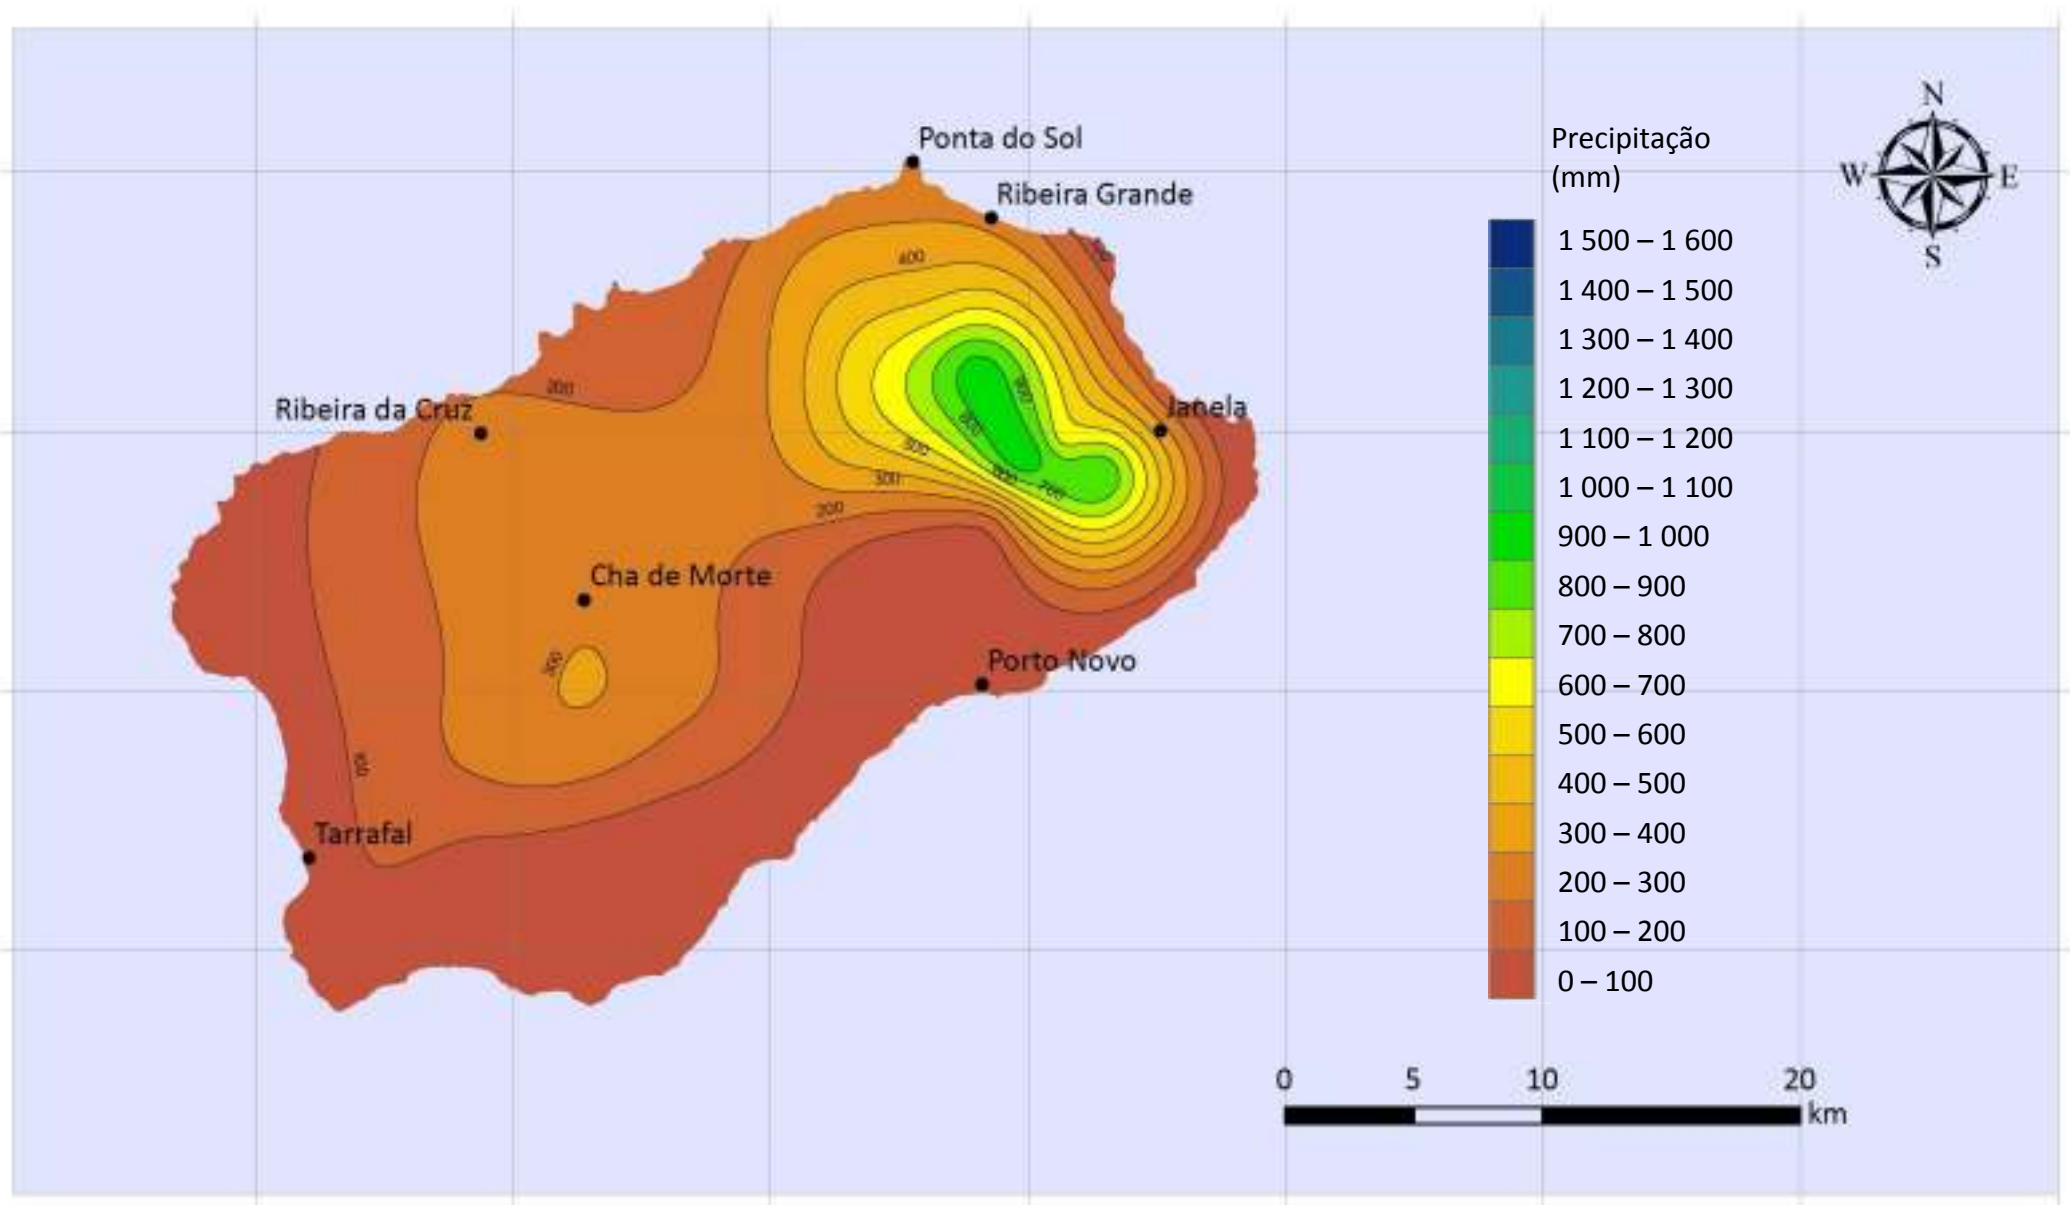 N
W
E
S
Precipitação
(mm)
1 500 – 1 600
1 400 – 1 500
1 300 – 1 400
1 200 – 1 300
1 100 – 1 200
1 000 – 1 100
900 – 1 000
800 – 900
700 – 800
600 – 700
500 – 600
400 – 500
300 – 400
200 – 300
100 – 200
0 – 100
Ponta do Sol
Ribeira Grande
400
200
Ribeira da Cruz
Janela
500
300
700
200
Cha de Morte
300
Porto Novo
100
Tarrafal
0 5 10 20
km